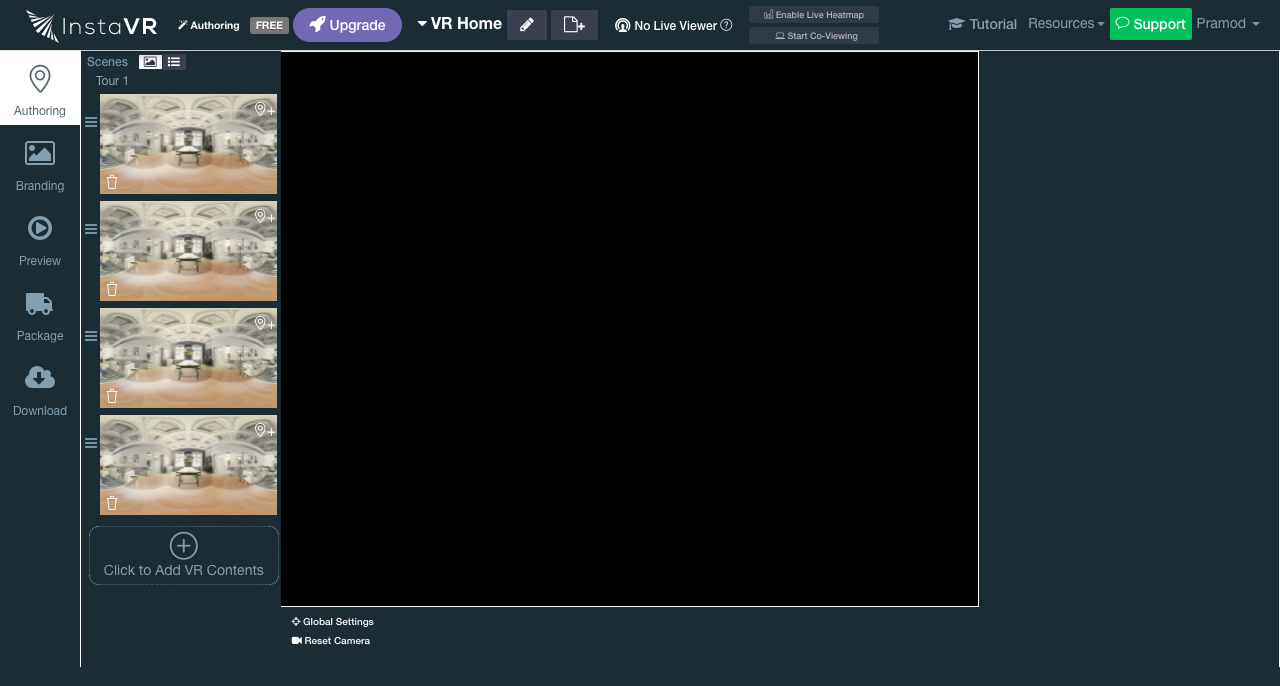 InstaVR
Authoring
FREE
Upgrade
VR Home
No Live Viewer
Enable Live Heatmap
Start Co-Viewing
Tutorial
Resources
Support
Pramod
Scenes
Tour 1
Authoring
Branding
Preview
Package
Download
Click to Add VR Contents
Global Settings
Reset Camera